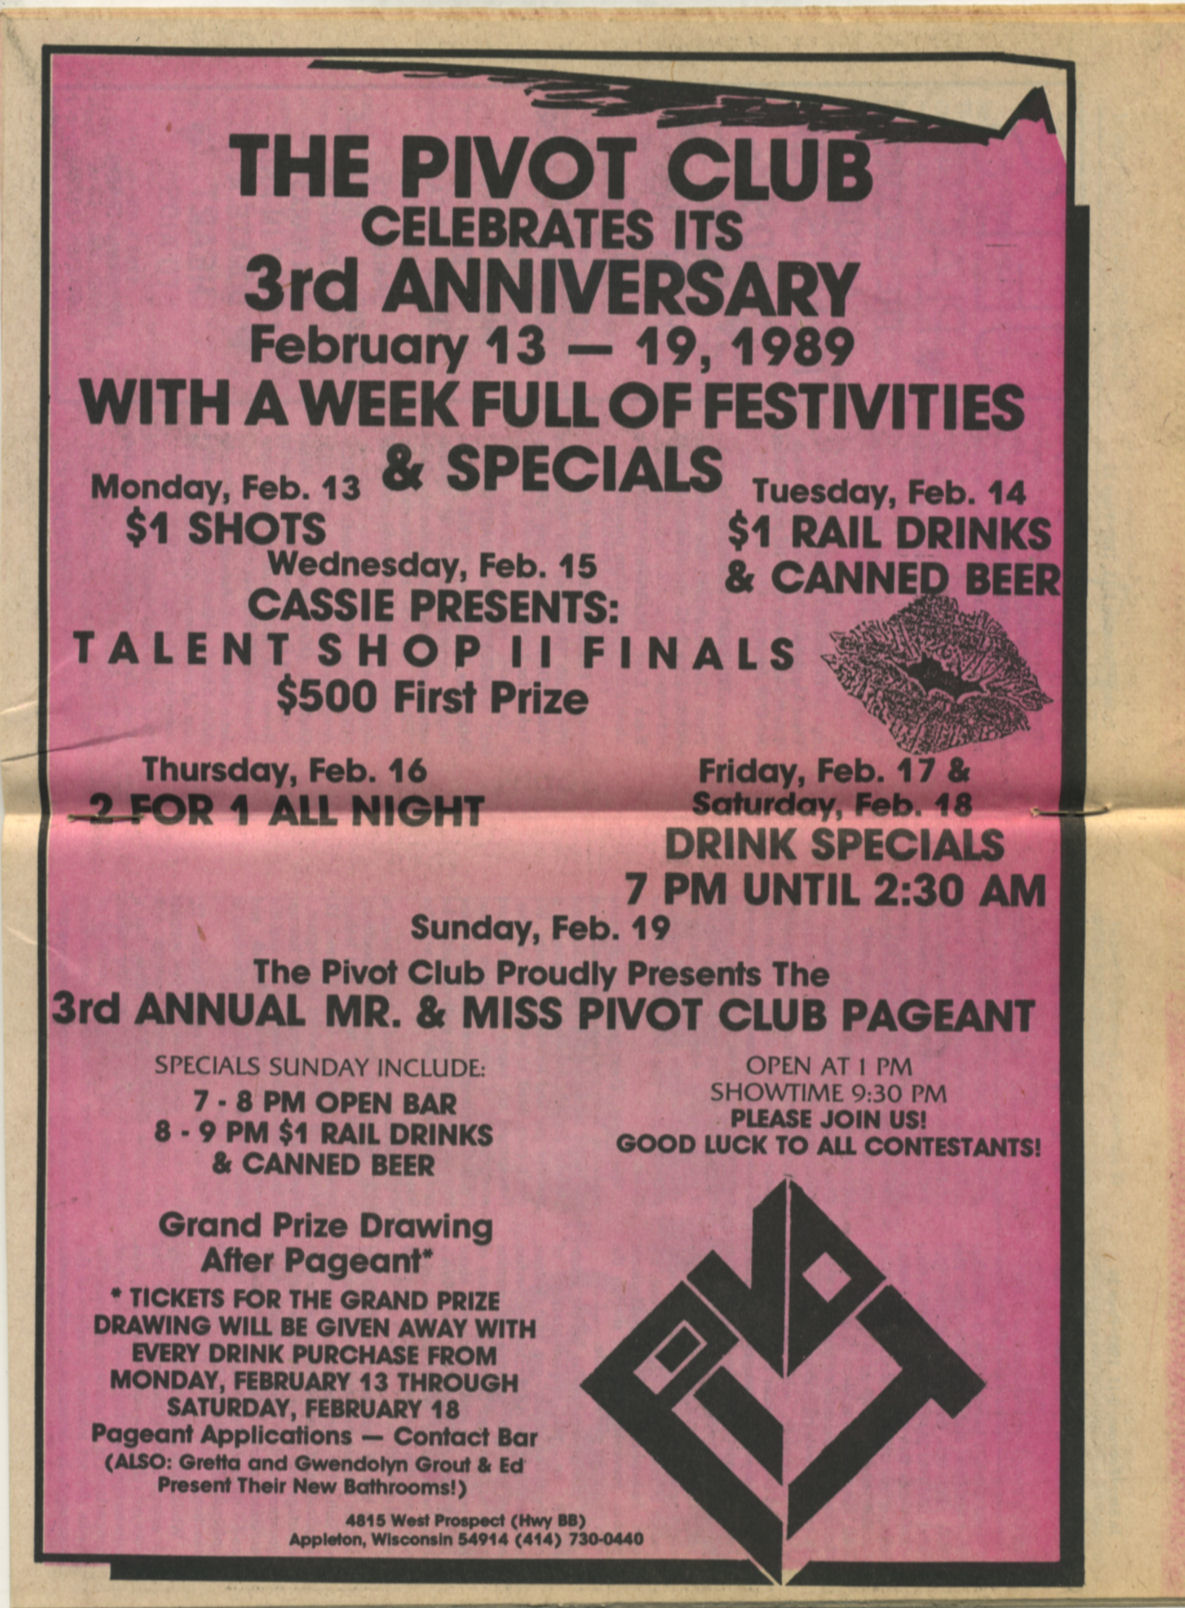 THE PIVOT CLUB
CELEBRATES ITS
3rd ANNIVERSARY
February 13 — 19, 1989
WITH A WEEK FULL OF FESTIVITIES
& SPECIALS
Monday, Feb. 13
$1 SHOTS
Tuesday, Feb. 14
$1 RAIL DRINKS
& CANNED BEER
Wednesday, Feb. 15
CASSIE PRESENTS:
TALENT SHOP II FINALS
$500 First Prize
Thursday, Feb. 16
2 FOR 1 ALL NIGHT
Friday, Feb. 17 &
Saturday, Feb. 18
DRINK SPECIALS
7 PM UNTIL 2:30 AM
Sunday, Feb. 19
The Pivot Club Proudly Presents The
3rd ANNUAL MR. & MISS PIVOT CLUB PAGEANT
SPECIALS SUNDAY INCLUDE:
7 - 8 PM OPEN BAR
8 - 9 PM $1 RAIL DRINKS
& CANNED BEER
OPEN AT 1 PM
SHOWTIME 9:30 PM
PLEASE JOIN US!
GOOD LUCK TO ALL CONTESTANTS!
Grand Prize Drawing
After Pageant*
* TICKETS FOR THE GRAND PRIZE
DRAWING WILL BE GIVEN AWAY WITH
EVERY DRINK PURCHASE FROM
MONDAY, FEBRUARY 13 THROUGH
SATURDAY, FEBRUARY 18
Pageant Applications — Contact Bar
(ALSO: Gretta and Gwendolyn Grout & Ed
Present Their New Bathrooms!)
PIVOT
4815 West Prospect (Hwy BB)
Appleton, Wisconsin 54914 (414) 730-0440